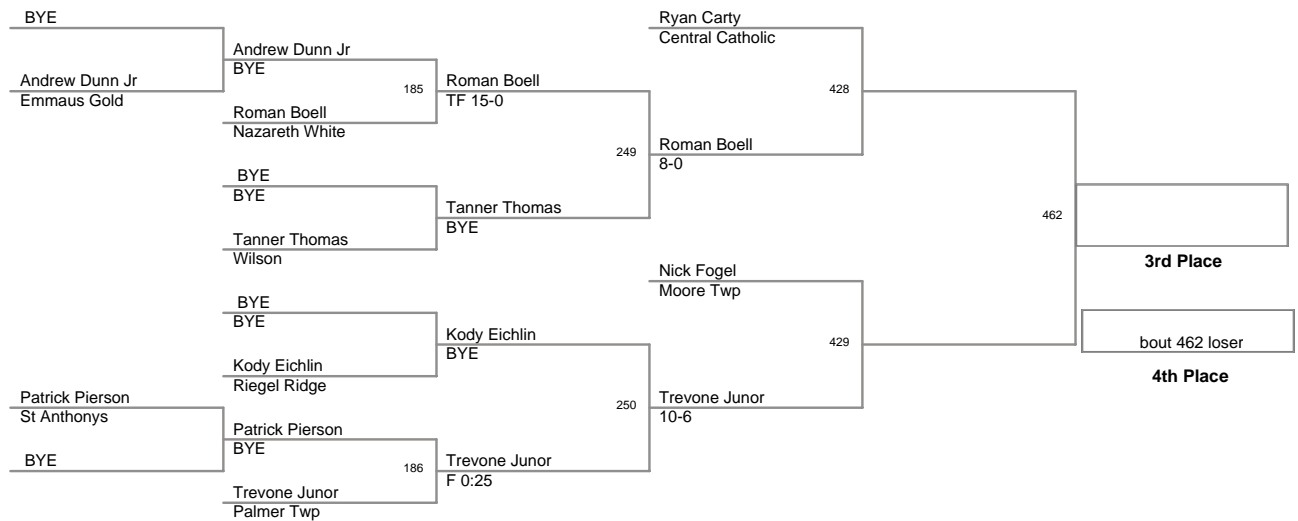 BYE
Andrew Dunn Jr
Emmaus Gold
Andrew Dunn Jr
BYE
185
Roman Boell
Nazareth White
Roman Boell
TF 15-0
BYE
BYE
Tanner Thomas
Wilson
Tanner Thomas
BYE
249
Ryan Carty
Central Catholic
428
Roman Boell
8-0
462
3rd Place
BYE
BYE
Kody Eichlin
Riegel Ridge
Kody Eichlin
BYE
Patrick Pierson
St Anthonys
BYE
Patrick Pierson
BYE
186
Trevone Junor
Palmer Twp
Trevone Junor
F 0:25
250
Nick Fogel
Moore Twp
429
Trevone Junor
10-6
bout 462 loser
4th Place